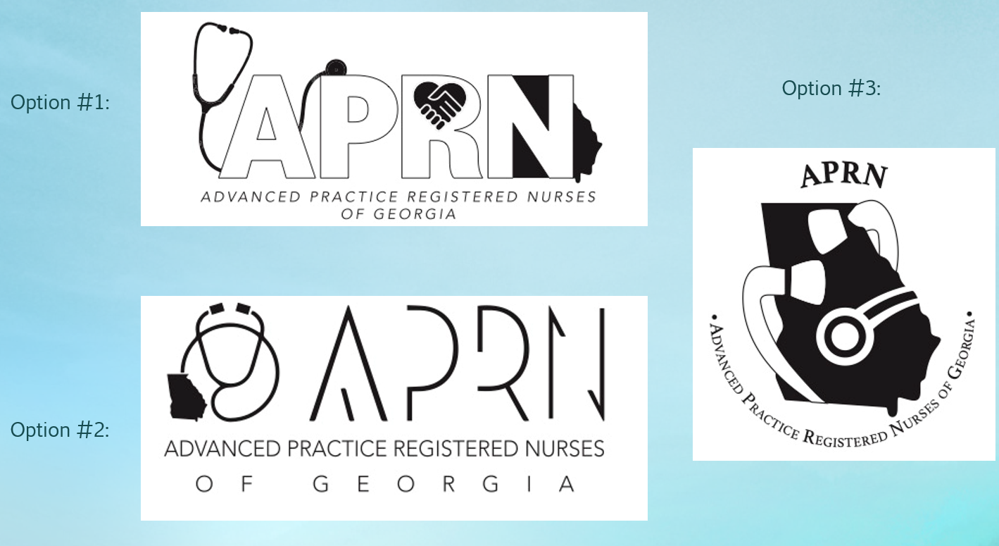 Option #1:
APRN
ADVANCED PRACTICE REGISTERED NURSES
OF GEORGIA
Option #2:
APRN
ADVANCED PRACTICE REGISTERED NURSES
OF GEORGIA
Option #3:
APRN
• ADVANCED PRACTICE REGISTERED NURSES OF GEORGIA •